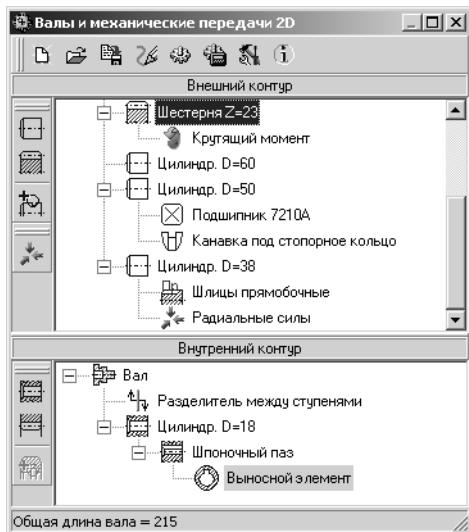 Валы и механические передачи 2D
Внешний контур
Шестерня Z=23
Крутящий момент
Цилиндр. D=60
Цилиндр. D=50
Подшипник 7210А
Канавка под стопорное кольцо
Цилиндр. D=38
Шлицы прямобочные
Радиальные силы
Внутренний контур
Вал
Разделитель между ступенями
Цилиндр. D=18
Шпоночный паз
Выносной элемент
Общая длина вала = 215